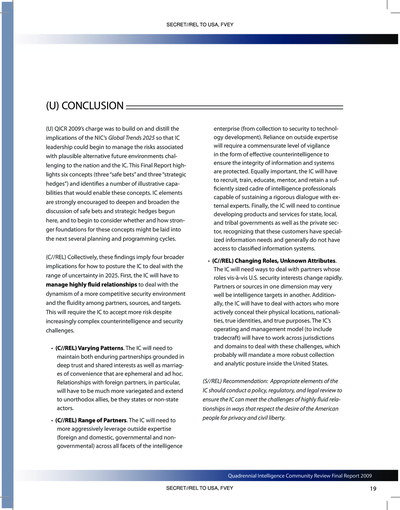 SECRET//REL TO USA, FVEY
(U) CONCLUSION
(U) QICR 2009's charge was to build on and distill the
implications of the NIC's Global Trends 2025 so that IC
leadership could begin to manage the risks associated
with plausible alternative future environments chal-
lenging to the nation and the IC. This Final Report high-
lights six concepts (three "safe bets" and three "strategic
hedges") and identifies a number of illustrative capa-
bilities that would enable these concepts. IC elements
are strongly encouraged to deepen and broaden the
discussion of safe bets and strategic hedges begun
here, and to begin to consider whether and how stron-
ger foundations for these concepts might be laid into
the next several planning and programming cycles.
(C//REL) Collectively, these findings imply four broader
implications for how to posture the IC to deal with the
range of uncertainty in 2025. First, the IC will have to
manage highly fluid relationships to deal with the
dynamism of a more competitive security environment
and the fluidity among partners, sources, and targets.
This will require the IC to accept more risk despite
increasingly complex counterintelligence and security
challenges.
- (C//REL) Varying Patterns. The IC will need to
maintain both enduring partnerships grounded in
deep trust and shared interests as well as marriag-
es of convenience that are ephemeral and ad hoc.
Relationships with foreign partners, in particular,
will have to be much more variegated and extend
to unorthodox allies, be they states or non-state
actors.
- (C//REL) Range of Partners. The IC will need to
more aggressively leverage outside expertise
(foreign and domestic, governmental and non-
governmental) across all facets of the intelligence
enterprise (from collection to security to technol-
ogy development). Reliance on outside expertise
will require a commensurate level of vigilance
in the form of effective counterintelligence to
ensure the integrity of information and systems
are protected. Equally important, the IC will have
to recruit, train, educate, mentor, and retain a suf-
ficiently sized cadre of intelligence professionals
capable of sustaining a rigorous dialogue with ex-
ternal experts. Finally, the IC will need to continue
developing products and services for state, local,
and tribal governments as well as the private sec-
tor, recognizing that these customers have special-
ized information needs and generally do not have
access to classified information systems.
- (C//REL) Changing Roles, Unknown Attributes.
The IC will need ways to deal with partners whose
roles vis-à-vis U.S. security interests change rapidly.
Partners or sources in one dimension may very
well be intelligence targets in another. Addition-
ally, the IC will have to deal with actors who more
actively conceal their physical locations, nationali-
ties, true identities, and true purposes. The IC's
operating and management model (to include
tradecraft) will have to work across jurisdictions
and domains to deal with these challenges, which
probably will mandate a more robust collection
and analytic posture inside the United States.
(S//REL) Recommendation: Appropriate elements of the
IC should conduct a policy, regulatory, and legal review to
ensure the IC can meet the challenges of highly fluid rela-
tionships in ways that respect the desire of the American
people for privacy and civil liberty.
Quadrennial Intelligence Community Review Final Report 2009
SECRET//REL TO USA, FVEY
19